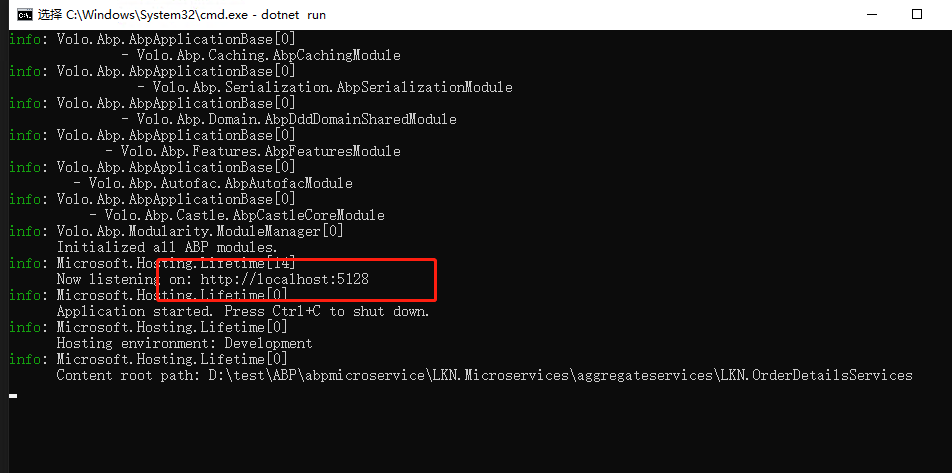 选择 C:\Windows\System32\cmd.exe - dotnet  run
info: Volo.Abp.AbpApplicationBase[0]
- Volo.Abp.Caching.AbpCachingModule
info: Volo.Abp.AbpApplicationBase[0]
- Volo.Abp.Serialization.AbpSerializationModule
info: Volo.Abp.AbpApplicationBase[0]
- Volo.Abp.Domain.AbpDddDomainSharedModule
info: Volo.Abp.AbpApplicationBase[0]
- Volo.Abp.Features.AbpFeaturesModule
info: Volo.Abp.AbpApplicationBase[0]
- Volo.Abp.Autofac.AbpAutofacModule
info: Volo.Abp.AbpApplicationBase[0]
- Volo.Abp.Castle.AbpCastleCoreModule
info: Volo.Abp.Modularity.ModuleManager[0]
Initialized all ABP modules.
info: Microsoft.Hosting.Lifetime[14]
Now listening on: http://localhost:5128
info: Microsoft.Hosting.Lifetime[0]
Application started. Press Ctrl+C to shut down.
info: Microsoft.Hosting.Lifetime[0]
Hosting environment: Development
info: Microsoft.Hosting.Lifetime[0]
Content root path: D:\test\ABP\abpmicroservice\LKN.Microservices\aggregateservices\LKN.OrderDetailsServices